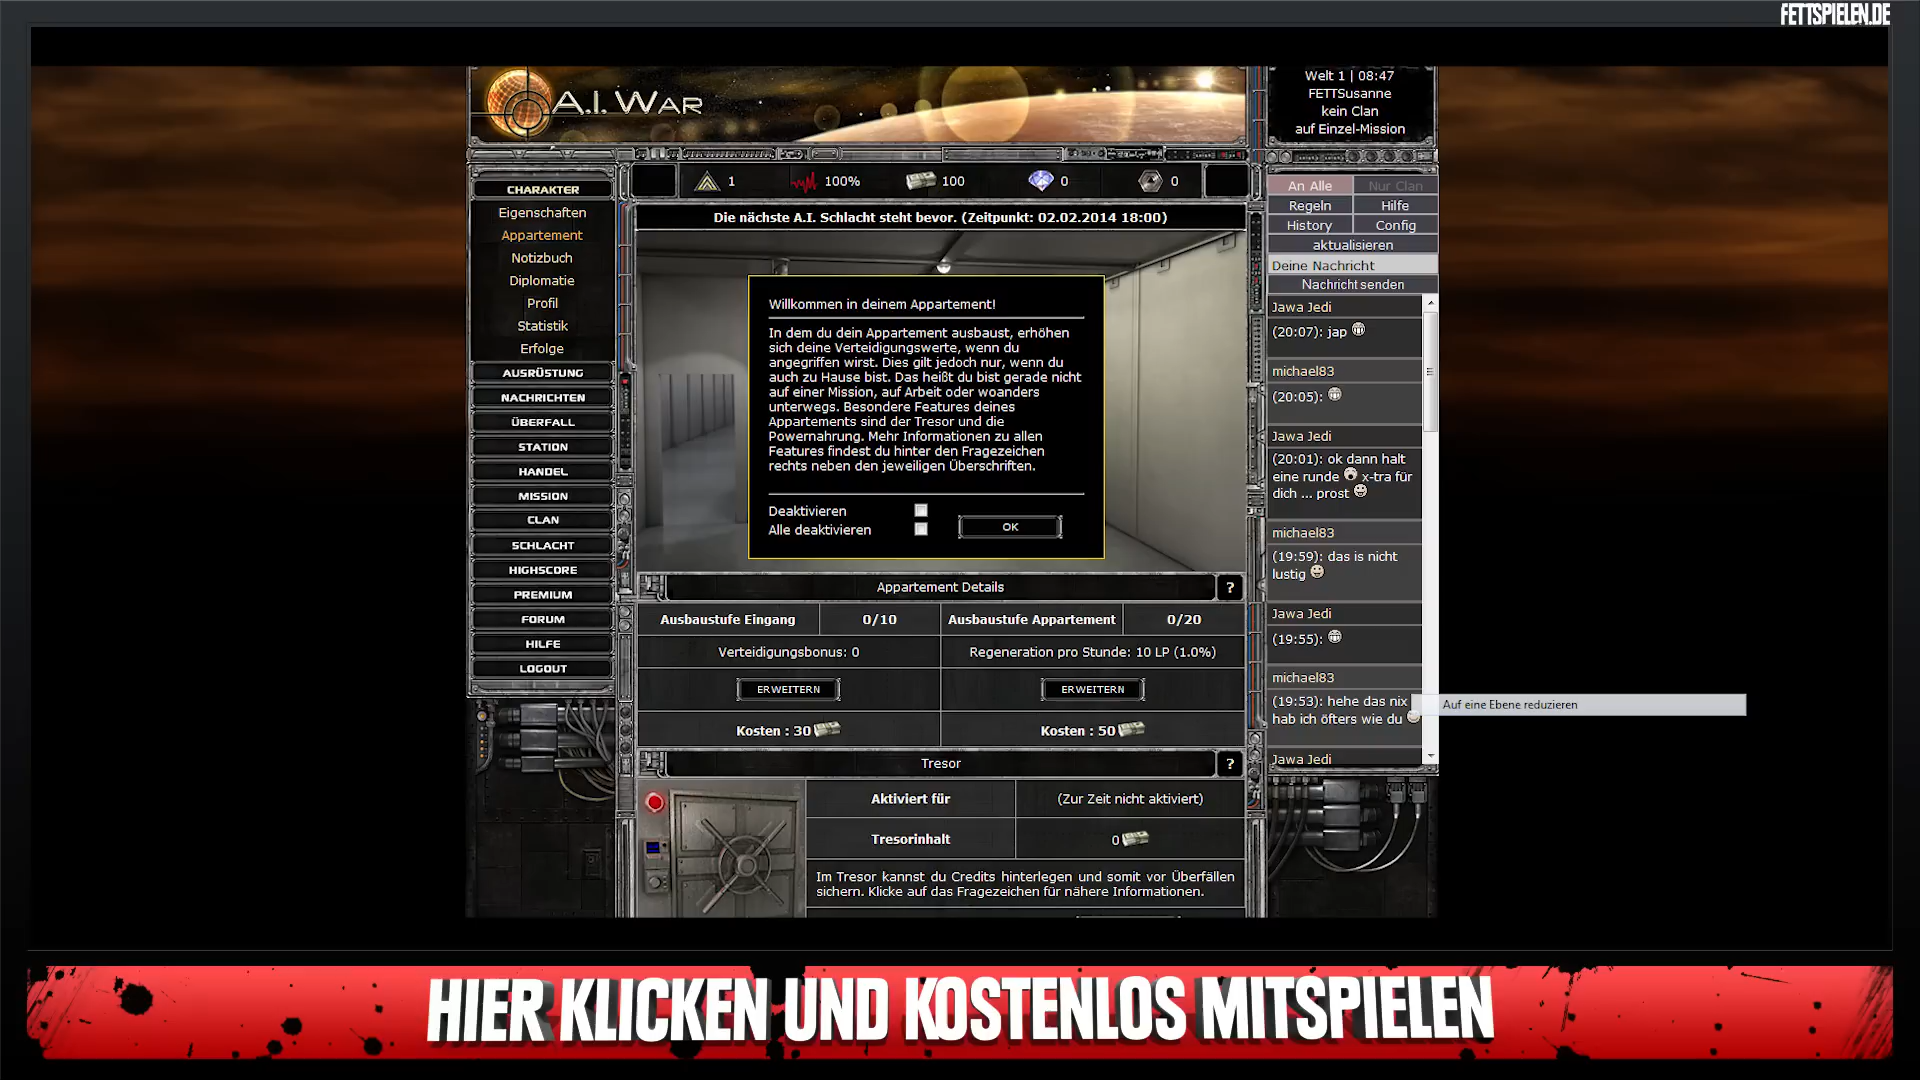 FETTSPIELEN.DE
A.I. WAR
Welt 1 | 08:47
FETTSusanne
kein Clan
auf Einzel-Mission
1 100% 100 0 0
Die nächste A.I. Schlacht steht bevor. (Zeitpunkt: 02.02.2014 18:00)
CHARAKTER
Eigenschaften
Appartement
Notizbuch
Diplomatie
Profil
Statistik
Erfolge
AUSRÜSTUNG
NACHRICHTEN
ÜBERFALL
STATION
HANDEL
MISSION
CLAN
SCHLACHT
HIGHSCORE
PREMIUM
FORUM
HILFE
LOGOUT
Willkommen in deinem Appartement!
In dem du dein Appartement ausbaust, erhöhen
sich deine Verteidigungswerte, wenn du
angegriffen wirst. Dies gilt jedoch nur, wenn du
auch zu Hause bist. Das heißt du bist gerade nicht
auf einer Mission, auf Arbeit oder woanders
unterwegs. Besondere Features deines
Appartements sind der Tresor und die
Powernahrung. Mehr Informationen zu allen
Features findest du hinter den Fragezeichen
rechts neben den jeweiligen Überschriften.
Deaktivieren
Alle deaktivieren
OK
Appartement Details ?
Ausbaustufe Eingang 0/10 Ausbaustufe Appartement 0/20
Verteidigungsbonus: 0 Regeneration pro Stunde: 10 LP (1.0%)
ERWEITERN ERWEITERN
Kosten : 30 Kosten : 50
Tresor ?
Aktiviert für (Zur Zeit nicht aktiviert)
Tresorinhalt 0
Im Tresor kannst du Credits hinterlegen und somit vor Überfällen
sichern. Klicke auf das Fragezeichen für nähere Informationen.
An Alle Nur Clan
Regeln Hilfe
History Config
aktualisieren
Deine Nachricht
Nachricht senden
Jawa Jedi
(20:07): jap
michael83
(20:05):
Jawa Jedi
(20:01): ok dann halt
eine runde x-tra für
dich ... prost
michael83
(19:59): das is nicht
lustig
Jawa Jedi
(19:55):
michael83
(19:53): hehe das nix
hab ich öfters wie du
Jawa Jedi
Auf eine Ebene reduzieren
HIER KLICKEN UND KOSTENLOS MITSPIELEN